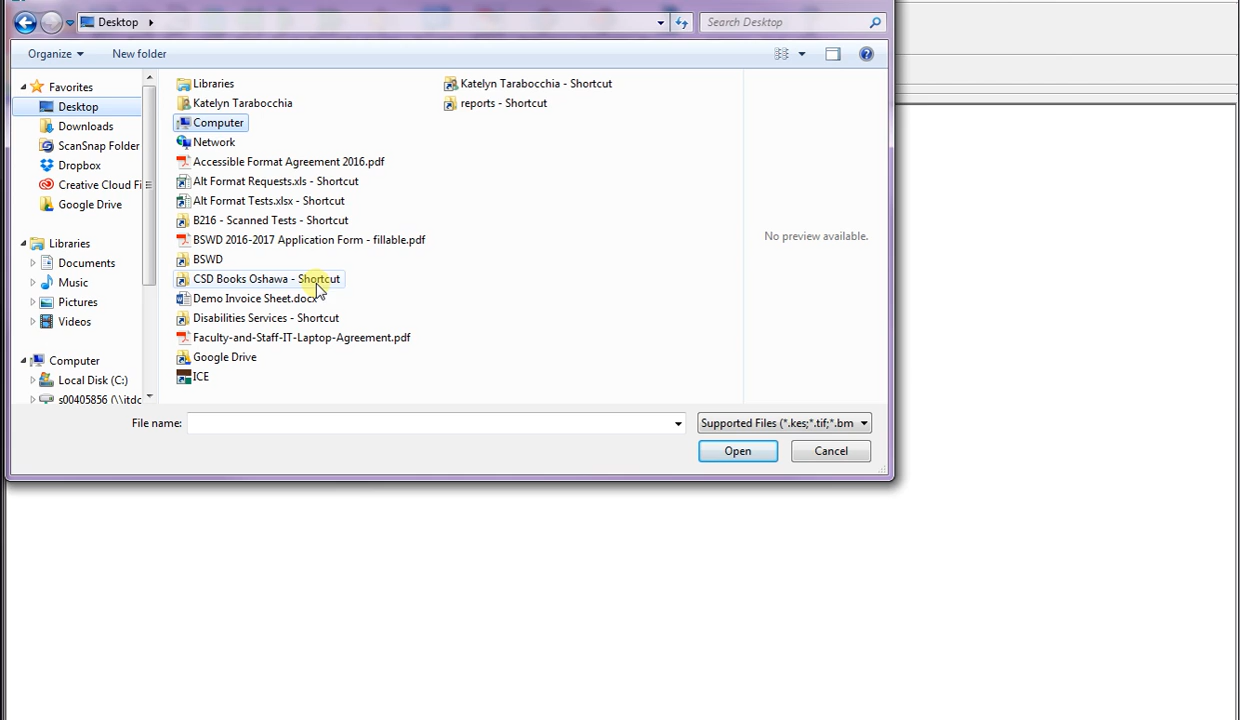 Desktop
Search Desktop
Organize
New folder
Favorites
Desktop
Downloads
ScanSnap Folder
Dropbox
Creative Cloud Fi
Google Drive
Libraries
Documents
Music
Pictures
Videos
Computer
Local Disk (C:)
s00405856 (\\itdc
Libraries
Katelyn Tarabocchia
Computer
Network
Accessible Format Agreement 2016.pdf
Alt Format Requests.xls - Shortcut
Alt Format Tests.xlsx - Shortcut
B216 - Scanned Tests - Shortcut
BSWD 2016-2017 Application Form - fillable.pdf
BSWD
CSD Books Oshawa - Shortcut
Demo Invoice Sheet.docx
Disabilities Services - Shortcut
Faculty-and-Staff-IT-Laptop-Agreement.pdf
Google Drive
ICE
Katelyn Tarabocchia - Shortcut
reports - Shortcut
No preview available.
File name:
Supported Files (*.kes;*.tif;*.bm
Open
Cancel